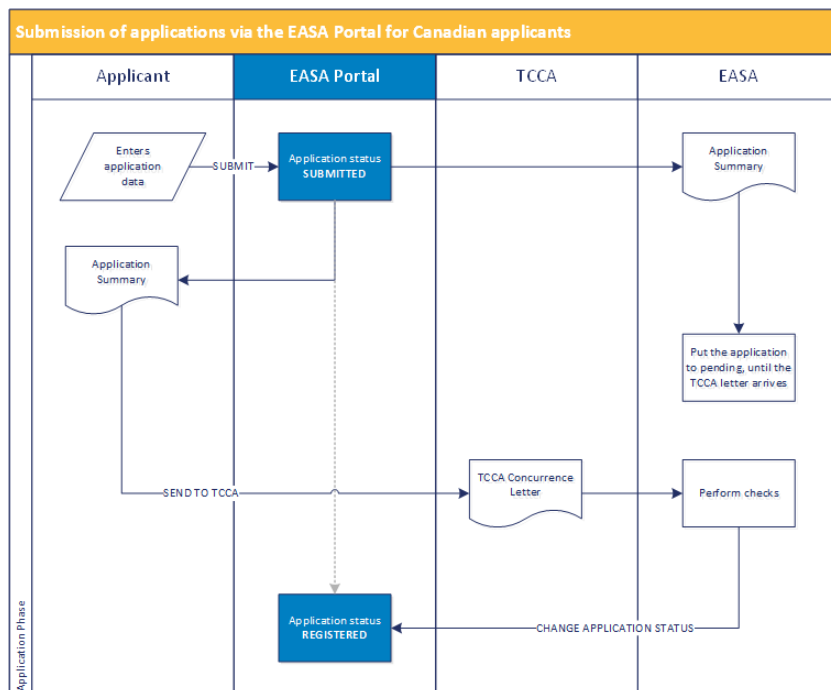 Submission of applications via the EASA Portal for Canadian applicants
Applicant
EASA Portal
TCCA
EASA
Enters
application
data
SUBMIT
Application status
SUBMITTED
Application
Summary
Application
Summary
Put the application
to pending, until the
TCCA letter arrives
SEND TO TCCA
TCCA Concurrence
Letter
Perform checks
Application status
REGISTERED
CHANGE APPLICATION STATUS
Application Phase